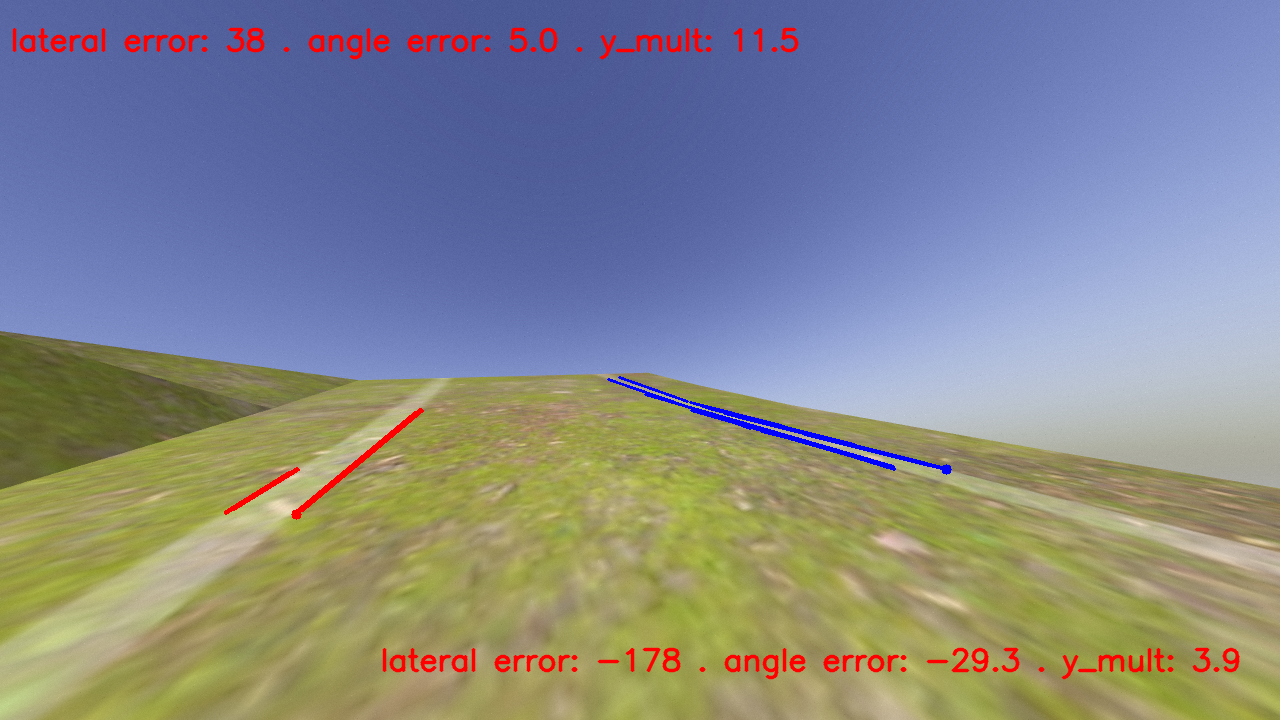 lateral error: 38 . angle error: 5.0 . y_mult: 11.5
lateral error: -178 . angle error: -29.3 . y_mult: 3.9